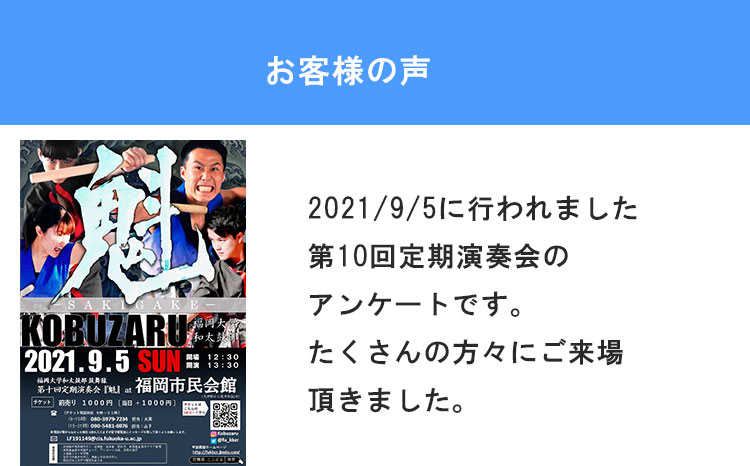 お客様の声
2021/9/5に行われました
第10回定期演奏会の
アンケートです。
たくさんの方々にご来場
頂きました。
魁
-SAKIGAKE-
KOBUZARU
福岡大学
和太鼓部
2021.9.5 SUN
開場 12:30
開演 13:30
福岡大学和太鼓部 鼓舞猿
第十回定期演奏会『魁』at 福岡市民会館
チケット 前売り 1000円 [当日 +1000円]
080-3979-7234
090-5481-6976
LF191149@cis.fukuoka-u.ac.jp
Kobuzaru